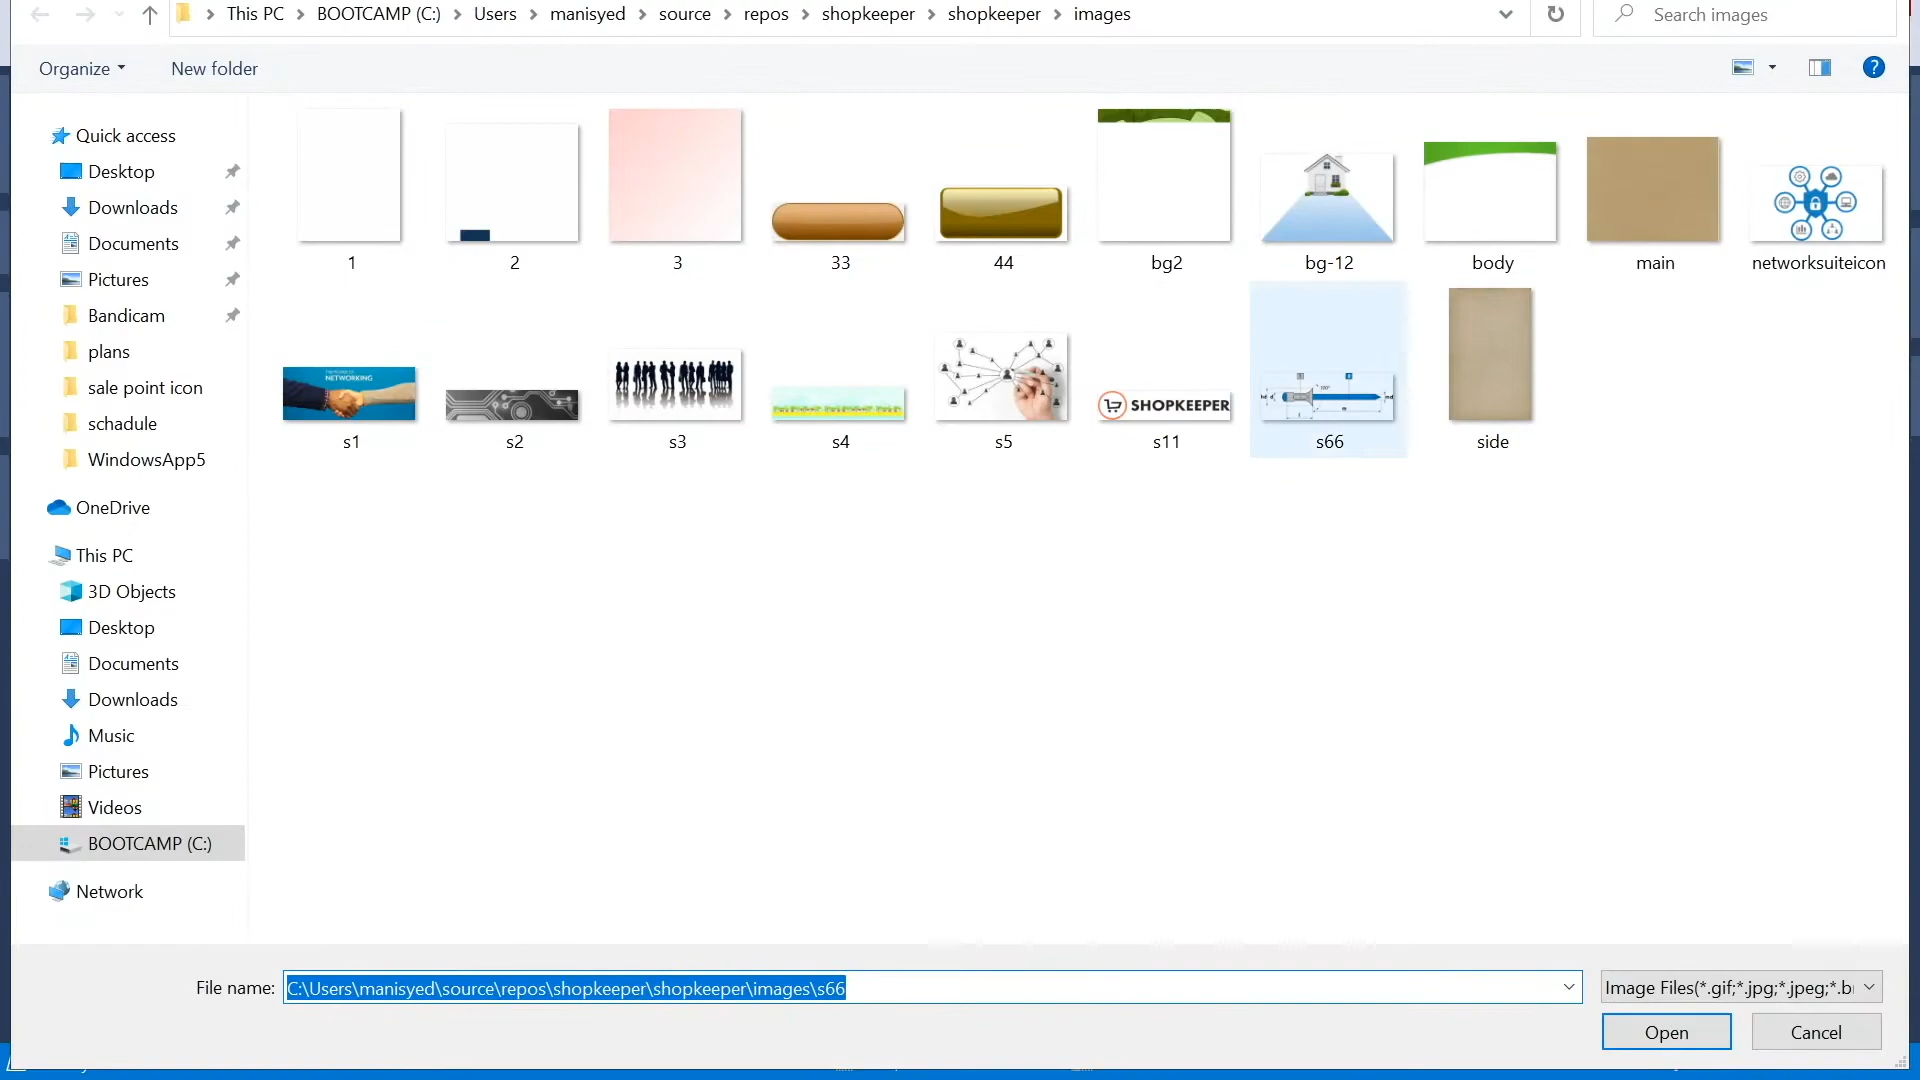 This PC > BOOTCAMP (C:) > Users > manisyed > source > repos > shopkeeper > shopkeeper > images
Search images
Organize
New folder
Quick access
Desktop
Downloads
Documents
Pictures
Bandicam
plans
sale point icon
schadule
WindowsApp5
OneDrive
This PC
3D Objects
Desktop
Documents
Downloads
Music
Pictures
Videos
BOOTCAMP (C:)
Network
1 2 3 33 44 bg2 bg-12 body main networksuiteicon
NETWORKING
SHOPKEEPER
s1 s2 s3 s4 s5 s11 s66 side
File name: C:\Users\manisyed\source\repos\shopkeeper\shopkeeper\images\s66
Image Files(*.gif;*.jpg;*.jpeg;*.b
Open Cancel